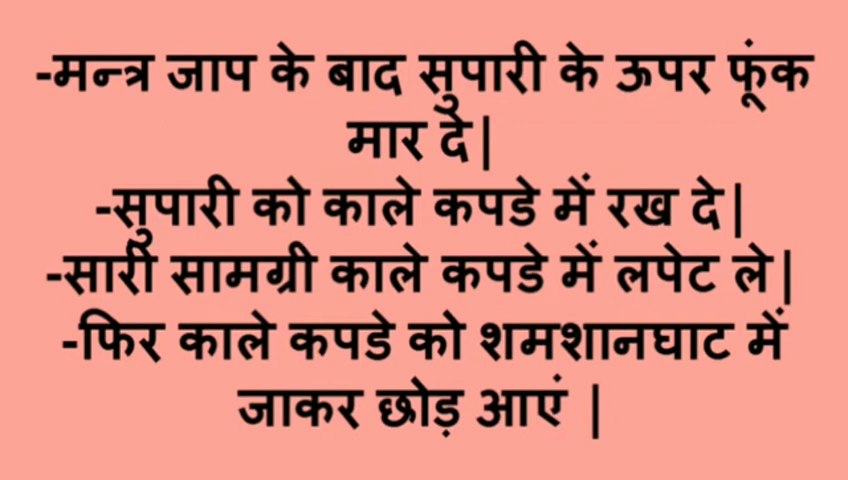 -मन्त्र जाप के बाद सुपारी के ऊपर फूंक
मार दे|
-सुपारी को काले कपडे में रख दे|
-सारी सामग्री काले कपडे में लपेट ले|
-फिर काले कपडे को शमशानघाट में
जाकर छोड़ आएं |